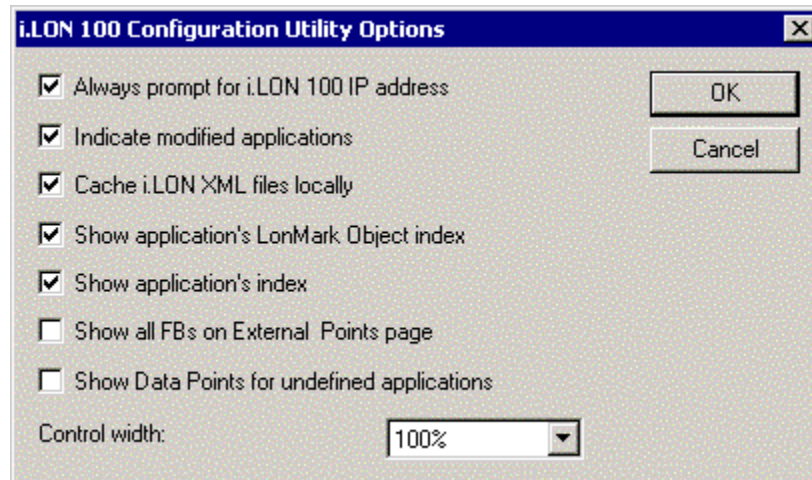 i.LON 100 Configuration Utility Options
Always prompt for i.LON 100 IP address
OK
Indicate modified applications
Cancel
Cache i.LON XML files locally
Show application's LonMark Object index
Show application's index
Show all FBs on External Points page
Show Data Points for undefined applications
Control width: 100%